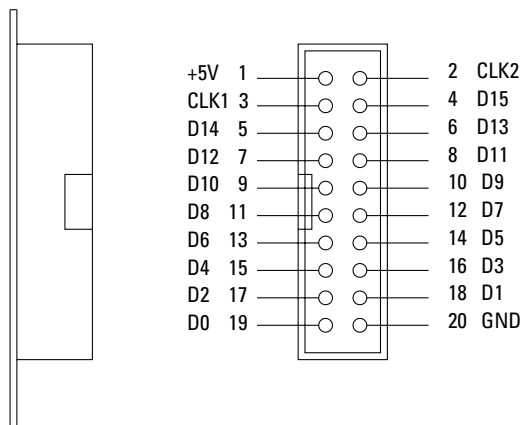 +5V 1 2 CLK2
CLK1 3 4 D15
D14 5 6 D13
D12 7 8 D11
D10 9 10 D9
D8 11 12 D7
D6 13 14 D5
D4 15 16 D3
D2 17 18 D1
D0 19 20 GND